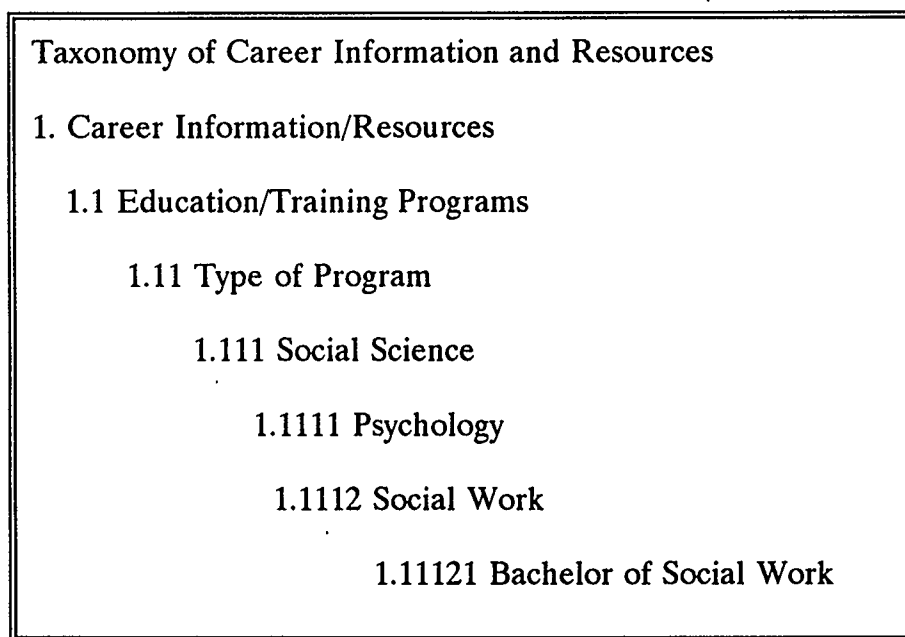 Taxonomy of Career Information and Resources
1. Career Information/Resources
1.1 Education/Training Programs
1.11 Type of Program
1.111 Social Science
1.1111 Psychology
1.1112 Social Work
1.11121 Bachelor of Social Work